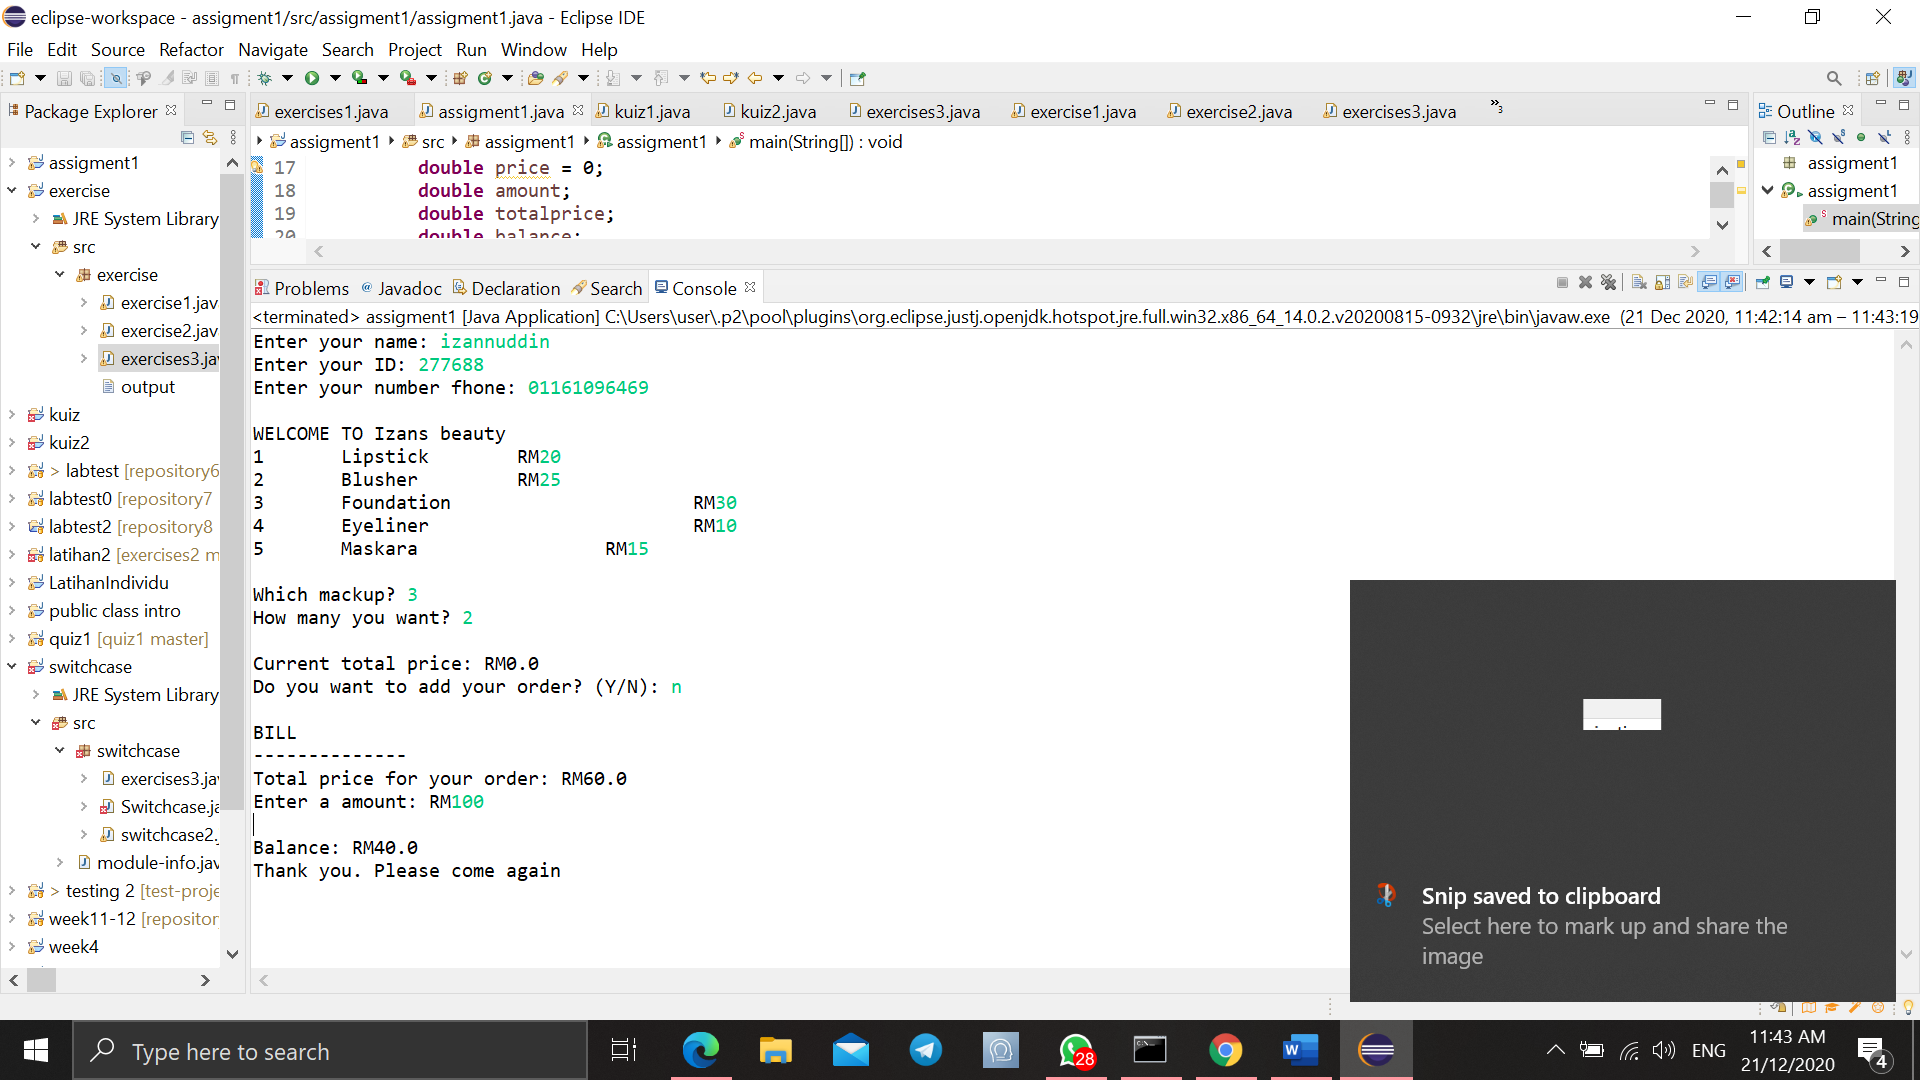 eclipse-workspace - assigment1/src/assigment1/assigment1.java - Eclipse IDE
File Edit Source Refactor Navigate Search Project Run Window Help
Package Explorer
assigment1
exercise
JRE System Library
src
exercise
exercise1.jav
exercise2.jav
exercises3.ja
output
kuiz
kuiz2
> labtest [repository6
labtest0 [repository7
labtest2 [repository8
latihan2 [exercises2 m
LatihanIndividu
public class intro
quiz1 [quiz1 master]
switchcase
JRE System Library
src
switchcase
exercises3.ja
Switchcase.ja
switchcase2.
module-info.jav
> testing 2 [test-proje
week11-12 [repositor
week4
exercises1.java assigment1.java kuiz1.java kuiz2.java exercises3.java exercise1.java exercise2.java exercises3.java »3
assigment1 src assigment1 assigment1 main(String[]) : void
17 double price = 0;
18 double amount;
19 double totalprice;
20 double balance;
Outline
assigment1
assigment1
main(String
Problems @ Javadoc Declaration Search Console
<terminated> assigment1 [Java Application] C:\Users\user\.p2\pool\plugins\org.eclipse.justj.openjdk.hotspot.jre.full.win32.x86_64_14.0.2.v20200815-0932\jre\bin\javaw.exe (21 Dec 2020, 11:42:14 am – 11:43:19
Enter your name: izannuddin
Enter your ID: 277688
Enter your number fhone: 01161096469
WELCOME TO Izans beauty
1 Lipstick RM20
2 Blusher RM25
3 Foundation RM30
4 Eyeliner RM10
5 Maskara RM15
Which mackup? 3
How many you want? 2
Current total price: RM0.0
Do you want to add your order? (Y/N): n
BILL
--------------
Total price for your order: RM60.0
Enter a amount: RM100
Balance: RM40.0
Thank you. Please come again
Snip saved to clipboard
Select here to mark up and share the
image
Type here to search
28
ENG
11:43 AM
21/12/2020
4